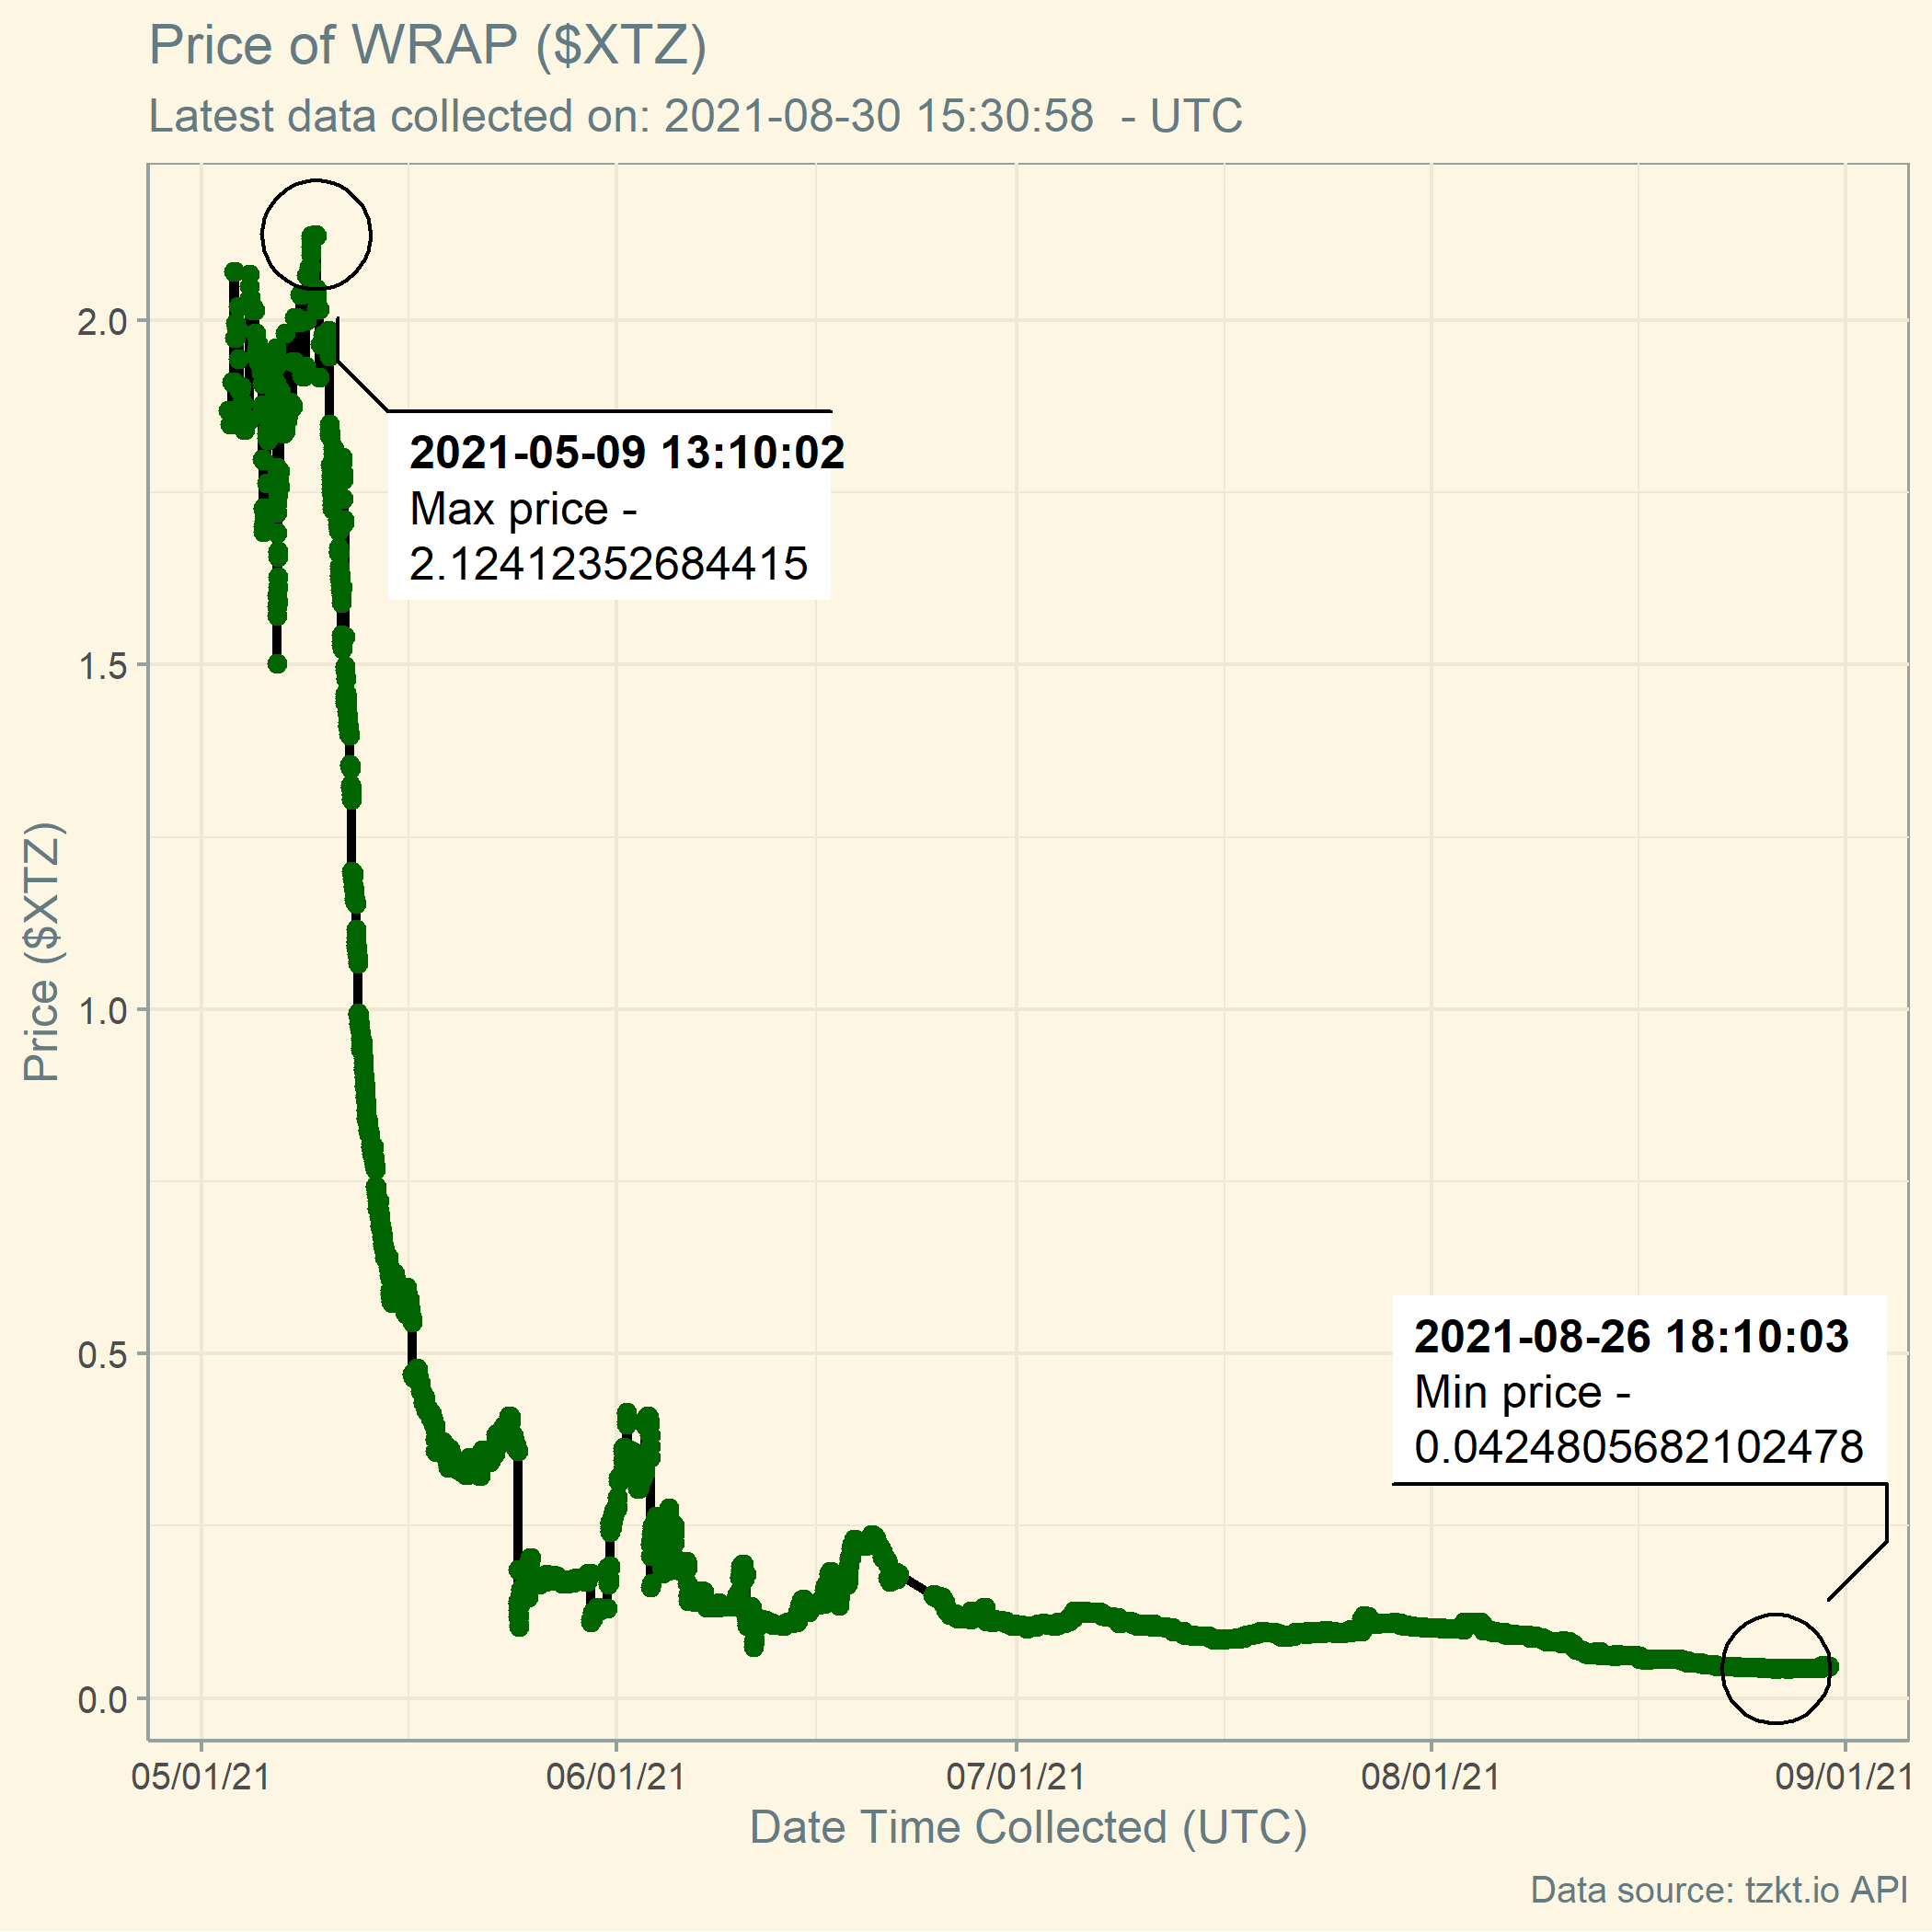 Price of WRAP ($XTZ)
Latest data collected on: 2021-08-30 15:30:58  - UTC
Price ($XTZ)
2.0
1.5
1.0
0.5
0.0
2021-05-09 13:10:02
Max price -
2.12412352684415
2021-08-26 18:10:03
Min price -
0.0424805682102478
05/01/21
06/01/21
07/01/21
08/01/21
09/01/21
Date Time Collected (UTC)
Data source: tzkt.io API